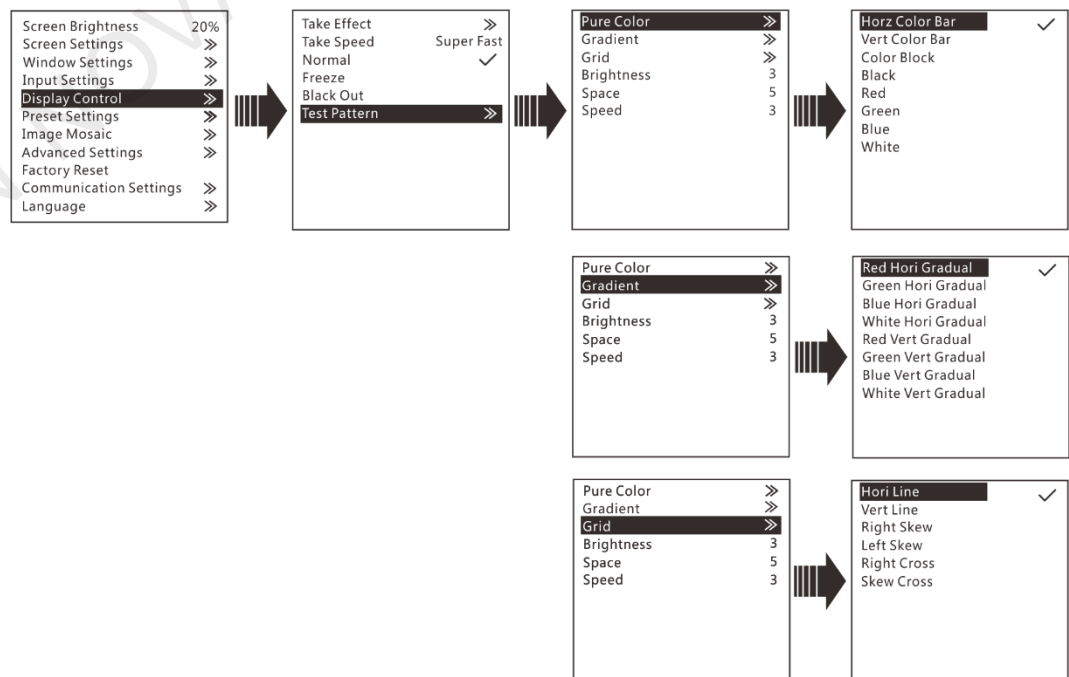 Screen Brightness 20%
Screen Settings
Window Settings
Input Settings
Display Control
Preset Settings
Image Mosaic
Advanced Settings
Factory Reset
Communication Settings
Language
Take Effect
Take Speed Super Fast
Normal
Freeze
Black Out
Test Pattern
Pure Color
Gradient
Grid
Brightness 3
Space 5
Speed 3
Horz Color Bar
Vert Color Bar
Color Block
Black
Red
Green
Blue
White
Pure Color
Gradient
Grid
Brightness 3
Space 5
Speed 3
Red Hori Gradual
Green Hori Gradual
Blue Hori Gradual
White Hori Gradual
Red Vert Gradual
Green Vert Gradual
Blue Vert Gradual
White Vert Gradual
Pure Color
Gradient
Grid
Brightness 3
Space 5
Speed 3
Hori Line
Vert Line
Right Skew
Left Skew
Right Cross
Skew Cross